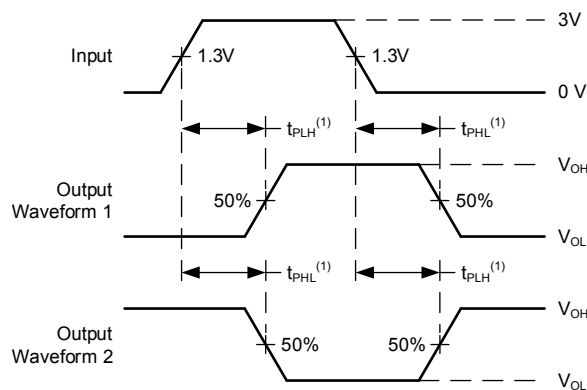 3V
Input
1.3V
1.3V
0 V
tPLH(1)
tPHL(1)
VOH
Output
Waveform 1
50%
50%
VOL
tPHL(1)
tPLH(1)
VOH
Output
Waveform 2
50%
50%
VOL